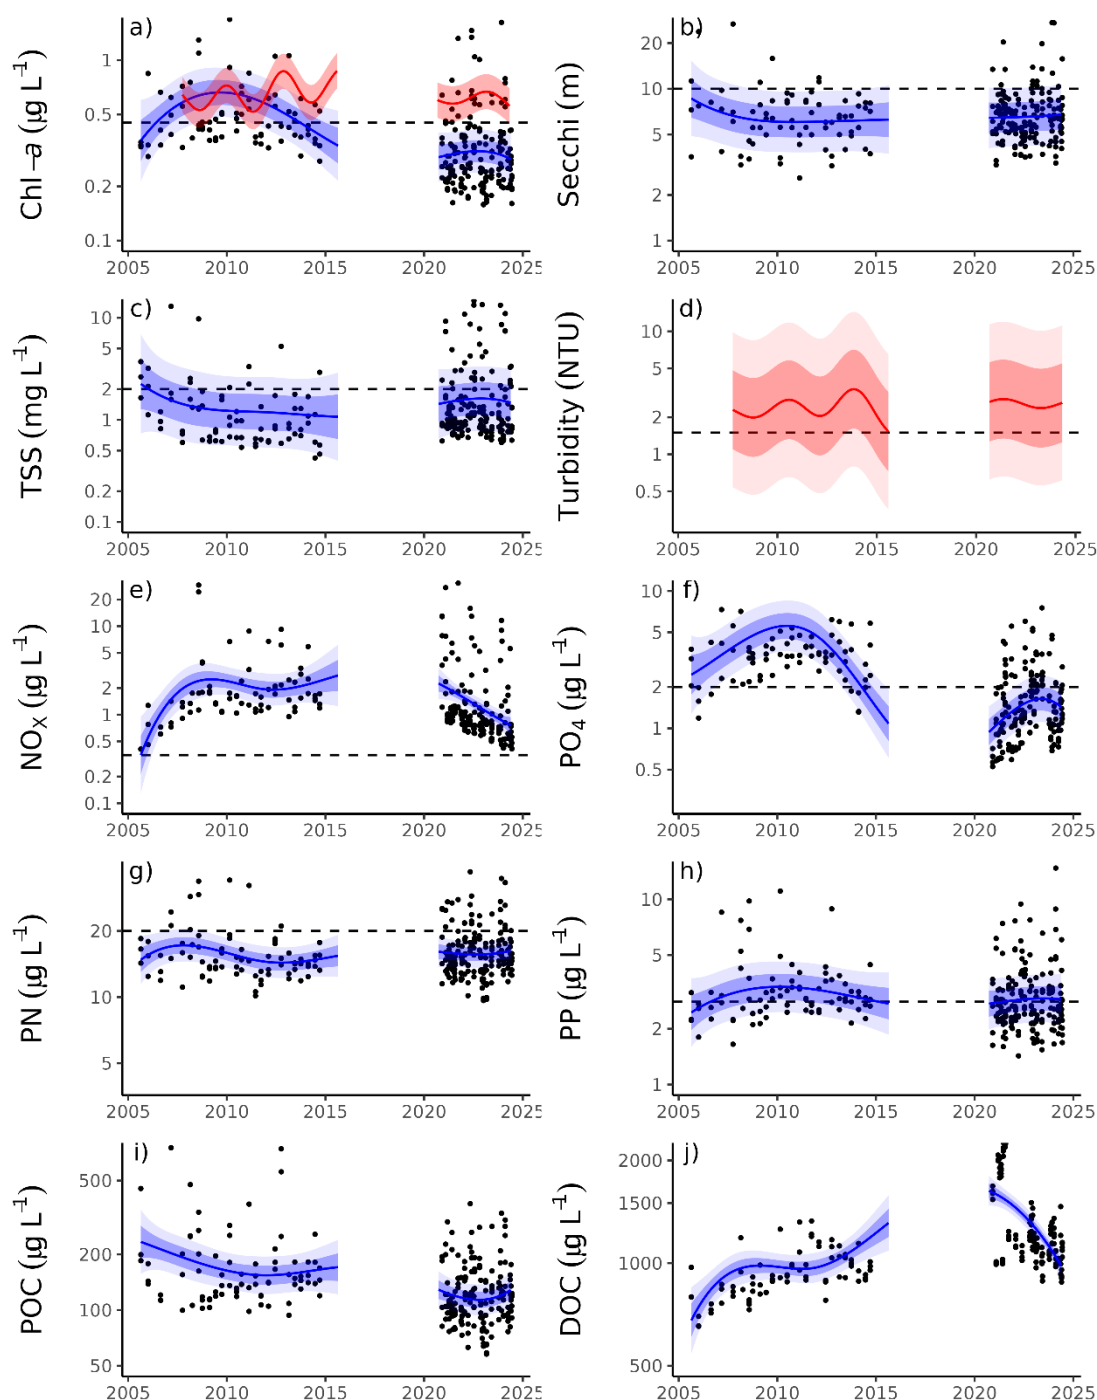 a)
Chl−a (µg L⁻¹)
1
0.5
0.2
0.1
2005 2010 2015 2020 2025
b)
Secchi (m)
20
10
5
2
1
2005 2010 2015 2020 2025
c)
TSS (mg L⁻¹)
10
5
2
1
0.5
0.2
0.1
2005 2010 2015 2020 2025
d)
Turbidity (NTU)
10
5
2
1
0.5
2005 2010 2015 2020 2025
e)
NOₓ (µg L⁻¹)
20
10
5
2
1
0.5
0.2
0.1
2005 2010 2015 2020 2025
f)
PO₄ (µg L⁻¹)
10
5
2
1
0.5
2005 2010 2015 2020 2025
g)
PN (µg L⁻¹)
20
10
5
2005 2010 2015 2020 2025
h)
PP (µg L⁻¹)
10
5
2
1
2005 2010 2015 2020 2025
i)
POC (µg L⁻¹)
500
200
100
50
2005 2010 2015 2020 2025
j)
DOC (µg L⁻¹)
2000
1500
1000
500
2005 2010 2015 2020 2025